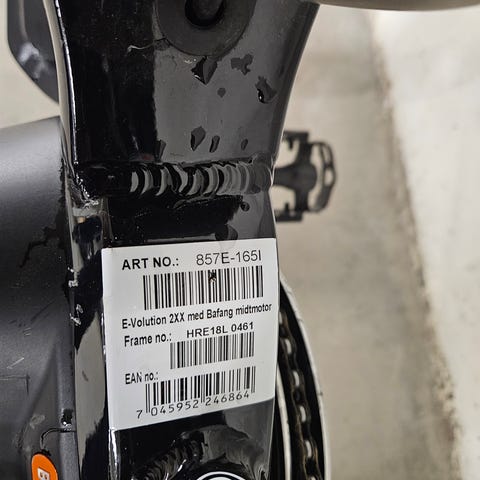 ART NO.: 857E-165I
E-Volution 2XX med Bafang midtmotor
Frame no.: HRE18L 0461
EAN no.:
7 045952 246864